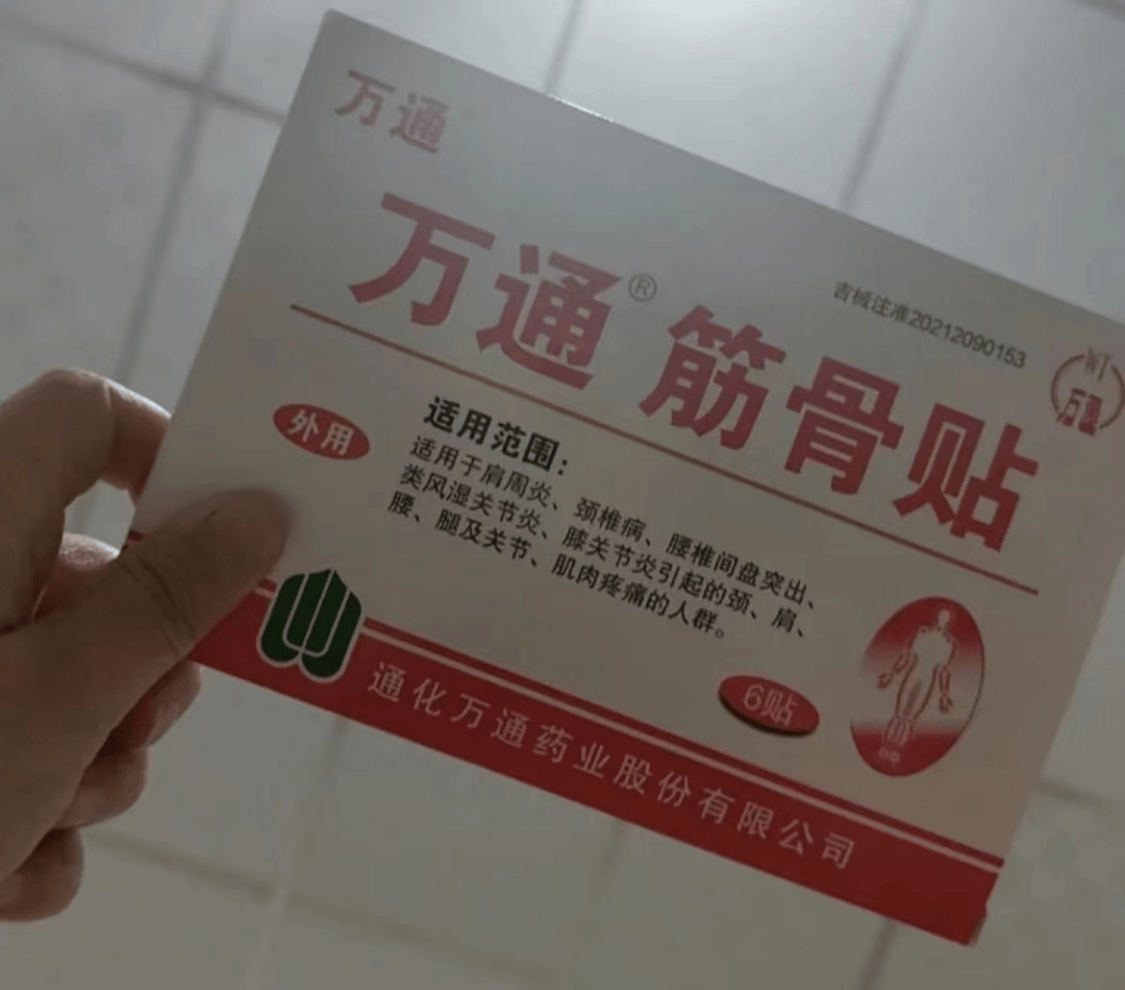 万通
万通®筋骨贴
吉械注准20212090153
WT
万通
外用
适用范围：
适用于肩周炎、颈椎病、腰椎间盘突出、
类风湿关节炎、膝关节炎引起的颈、肩、
腰、腿及关节、肌肉疼痛的人群。
6贴
通化万通药业股份有限公司